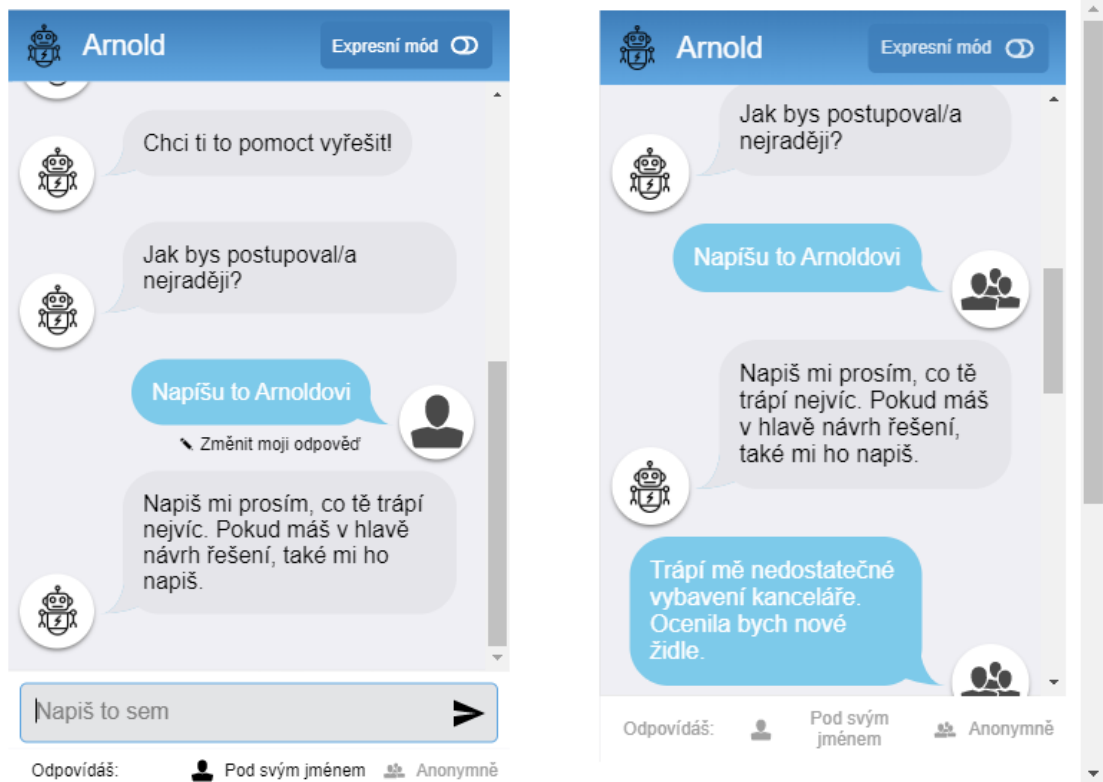 Arnold
Expresní mód
Chci ti to pomoct vyřešit!
Jak bys postupoval/a
nejraději?
Napíšu to Arnoldovi
Změnit moji odpověď
Napiš mi prosím, co tě trápí
nejvíc. Pokud máš v hlavě
návrh řešení, také mi ho
napiš.
Napiš to sem
Odpovídáš:
Pod svým jménem
Anonymně
Arnold
Expresní mód
Jak bys postupoval/a
nejraději?
Napíšu to Arnoldovi
Napiš mi prosím, co tě
trápí nejvíc. Pokud máš
v hlavě návrh řešení,
také mi ho napiš.
Trápí mě nedostatečné
vybavení kanceláře.
Ocenila bych nové
židle.
Odpovídáš:
Pod svým
jménem
Anonymně